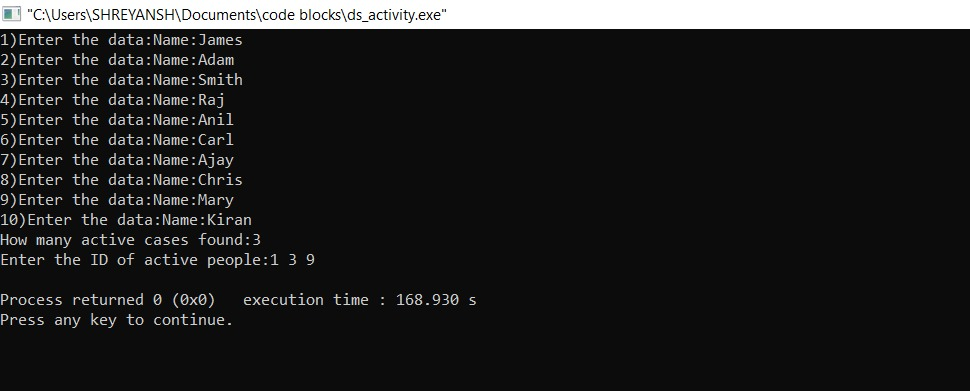 "C:\Users\SHREYANSH\Documents\code blocks\ds_activity.exe"
1)Enter the data:Name:James
2)Enter the data:Name:Adam
3)Enter the data:Name:Smith
4)Enter the data:Name:Raj
5)Enter the data:Name:Anil
6)Enter the data:Name:Carl
7)Enter the data:Name:Ajay
8)Enter the data:Name:Chris
9)Enter the data:Name:Mary
10)Enter the data:Name:Kiran
How many active cases found:3
Enter the ID of active people:1 3 9
Process returned 0 (0x0)   execution time : 168.930 s
Press any key to continue.